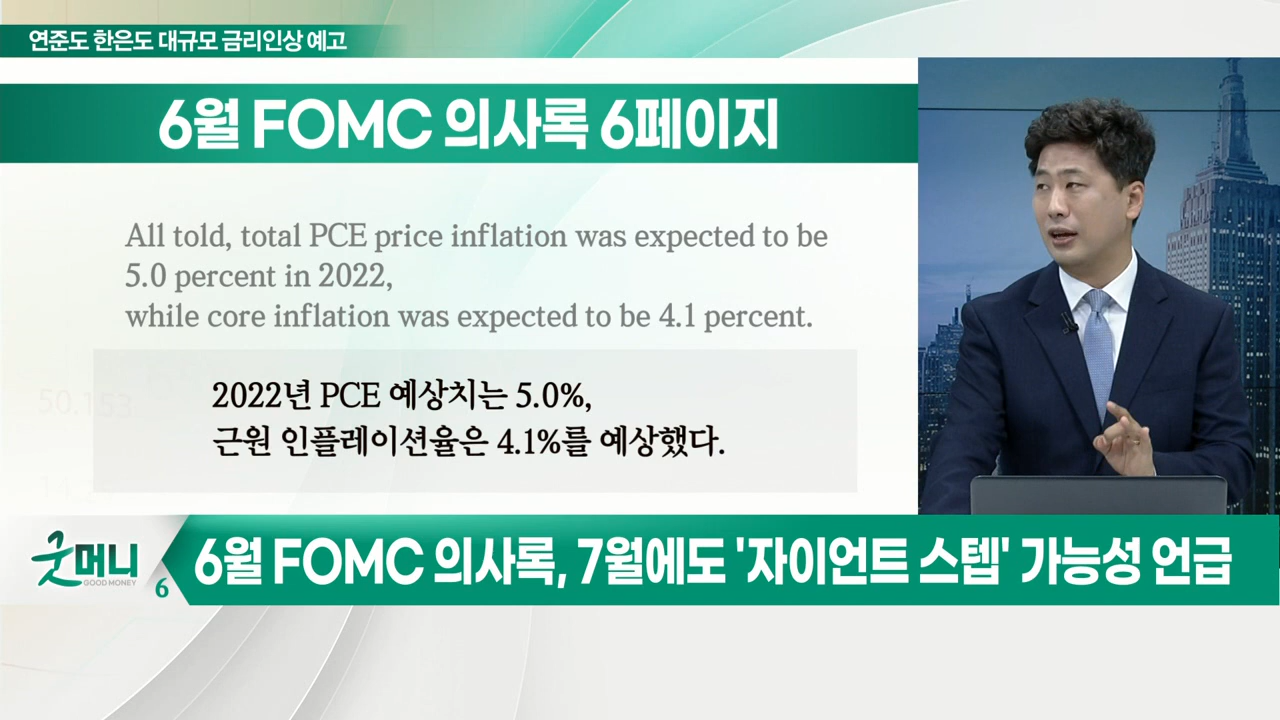 연준도 한은도 대규모 금리인상 예고
6월 FOMC 의사록 6페이지
All told, total PCE price inflation was expected to be
5.0 percent in 2022,
while core inflation was expected to be 4.1 percent.
50.153
2022년 PCE 예상치는 5.0%,
근원 인플레이션율은 4.1%를 예상했다.
굿머니
GOOD MONEY
6
6월 FOMC 의사록, 7월에도 '자이언트 스텝' 가능성 언급